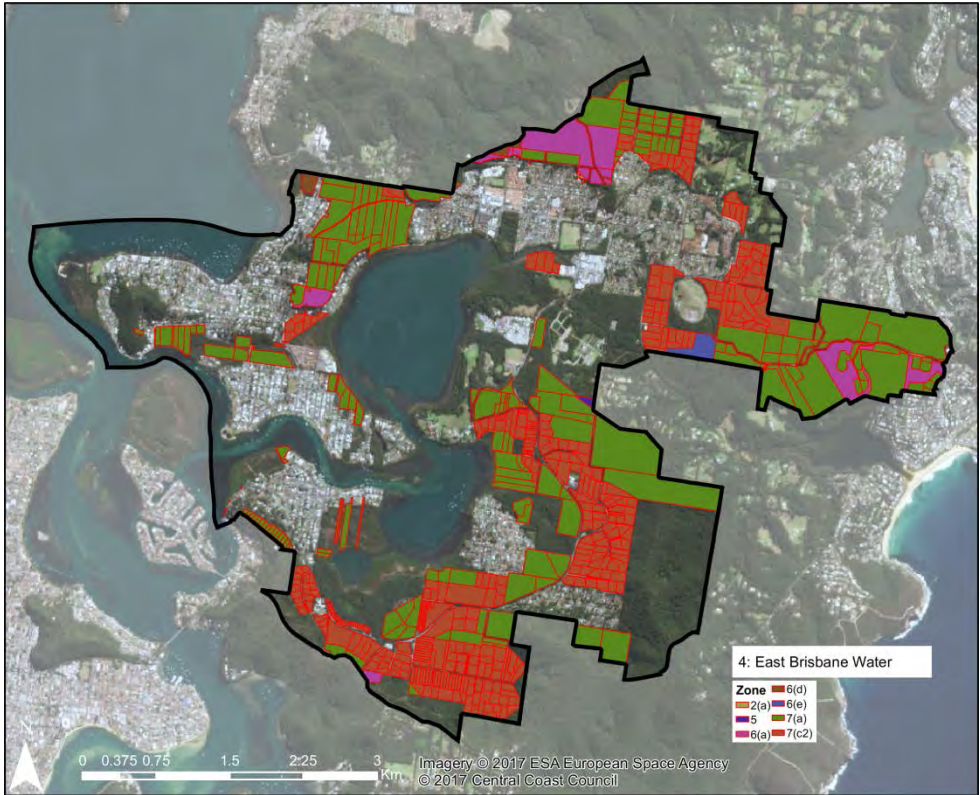 4: East Brisbane Water
Zone
2(a)
5
6(a)
6(d)
6(e)
7(a)
7(c2)
N
0 0.375 0.75 1.5 2.25 3
Km
Imagery © 2017 ESA European Space Agency
© 2017 Central Coast Council